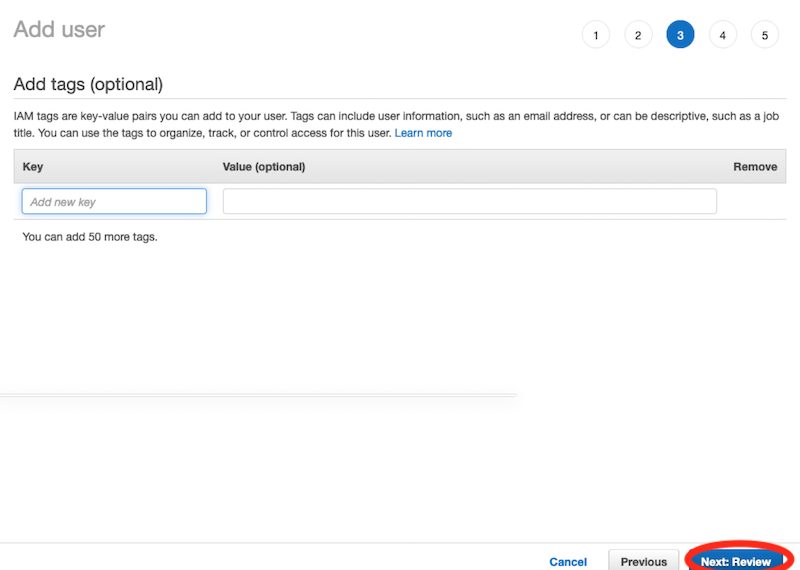 Add user
1 2 3 4 5
Add tags (optional)
IAM tags are key-value pairs you can add to your user. Tags can include user information, such as an email address, or can be descriptive, such as a job
title. You can use the tags to organize, track, or control access for this user. Learn more
Key Value (optional) Remove
Add new key
You can add 50 more tags.
Cancel Previous Next: Review